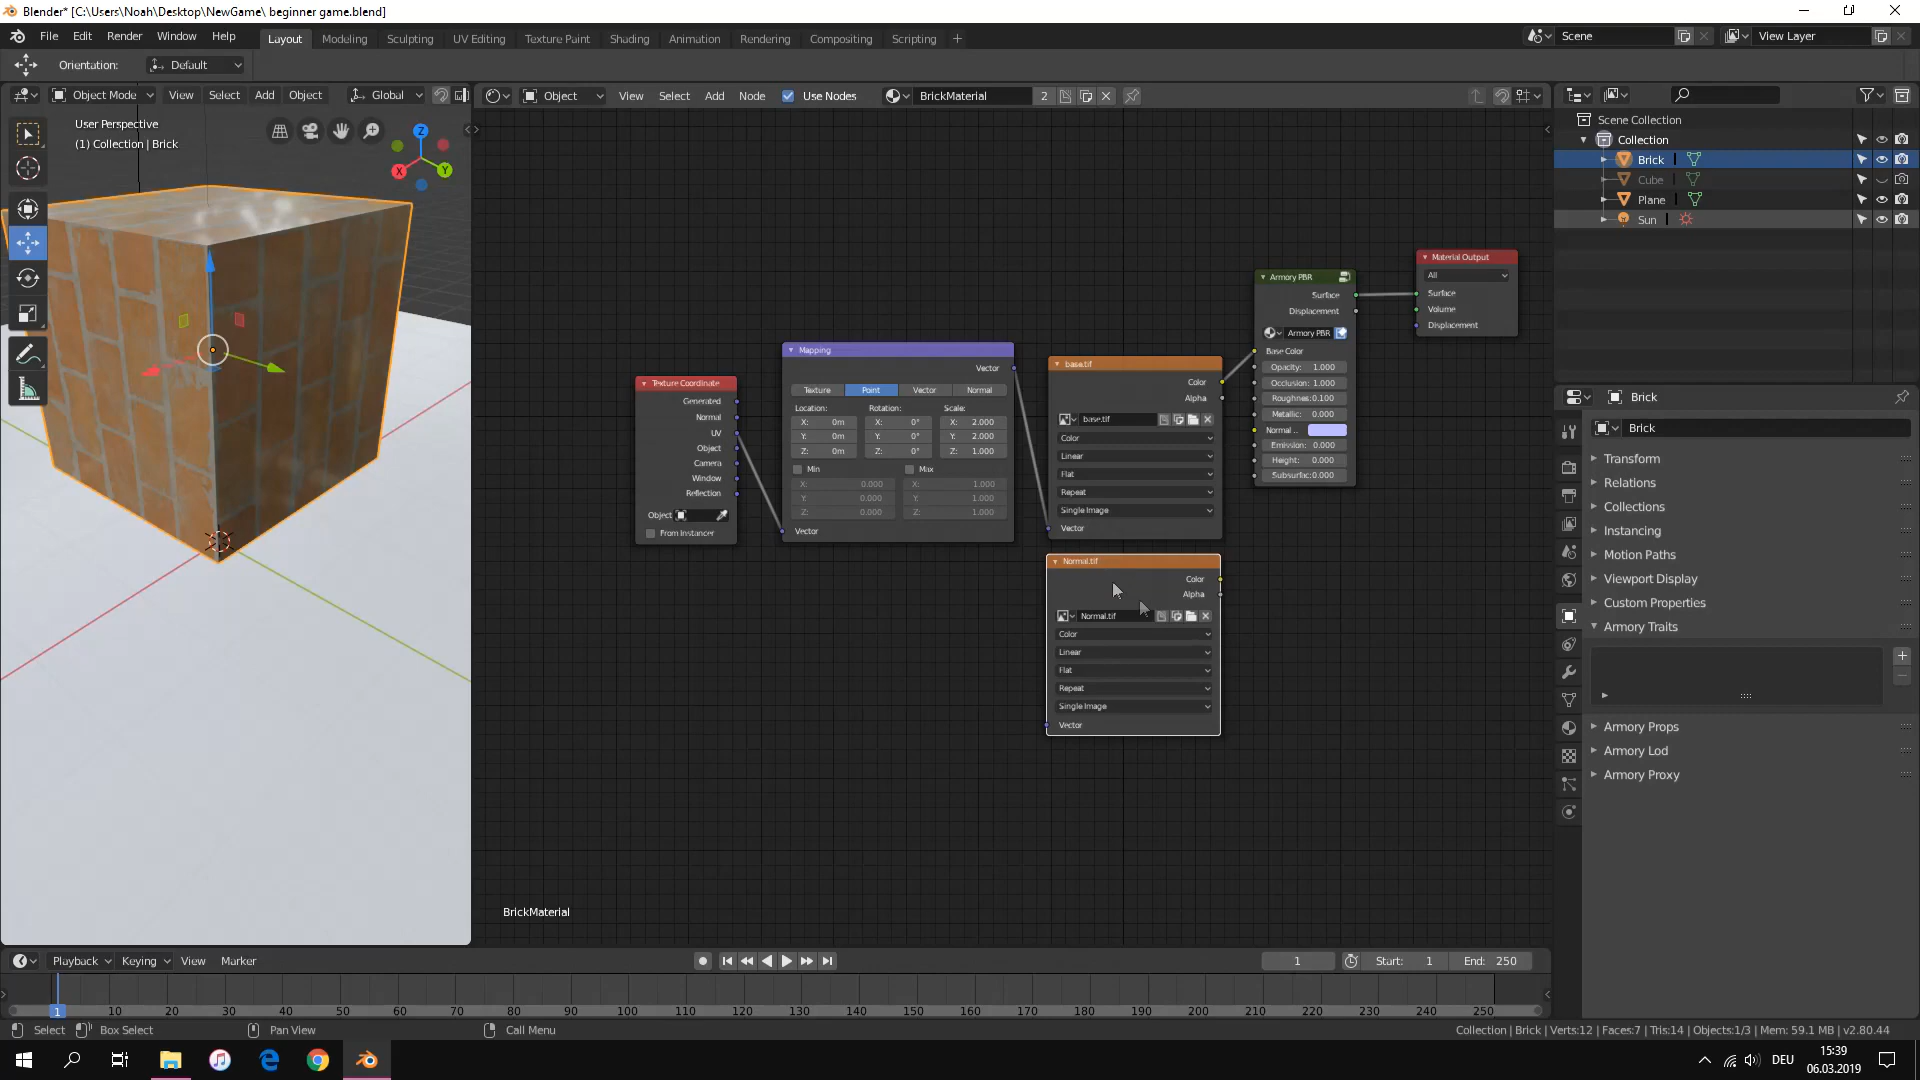 Blender* [C:\Users\Noah\Desktop\NewGame\ beginner game.blend]
File Edit Render Window Help Layout Modeling Sculpting UV Editing Texture Paint Shading Animation Rendering Compositing Scripting + Scene View Layer
Orientation: Default
Object Mode View Select Add Object Global
Object View Select Add Node Use Nodes BrickMaterial 2
User Perspective
(1) Collection | Brick
Z
X
Y
Texture Coordinate
Generated
Normal
UV
Object
Camera
Window
Reflection
Object
From Instancer
Mapping
Vector
Texture Point Vector Normal
Location: Rotation: Scale:
X: 0m X: 0° X: 2.000
Y: 0m Y: 0° Y: 2.000
Z: 0m Z: 0° Z: 1.000
Min Max
X: 0.000 X: 1.000
Y: 0.000 Y: 1.000
Z: 0.000 Z: 1.000
Vector
base.tif
Color
Alpha
base.tif
Color
Linear
Flat
Repeat
Single Image
Vector
Normal.tif
Color
Alpha
Normal.tif
Color
Linear
Flat
Repeat
Single Image
Vector
Armory PBR
Surface
Displacement
Armory PBR
Base Color
Opacity: 1.000
Occlusion: 1.000
Roughnes:0.100
Metallic: 0.000
Normal ..
Emission: 0.000
Height: 0.000
Subsurfac:0.000
Material Output
All
Surface
Volume
Displacement
BrickMaterial
Scene Collection
Collection
Brick
Cube
Plane
Sun
Brick
Brick
Transform
Relations
Collections
Instancing
Motion Paths
Viewport Display
Custom Properties
Armory Traits
Armory Props
Armory Lod
Armory Proxy
Playback Keying View Marker 1 Start: 1 End: 250
1 10 20 30 40 50 60 70 80 90 100 110 120 130 140 150 160 170 180 190 200 210 220 230 240 250
Select Box Select Pan View Call Menu Collection | Brick | Verts:12 | Faces:7 | Tris:14 | Objects:1/3 | Mem: 59.1 MB | v2.80.44
DEU
15:39
06.03.2019